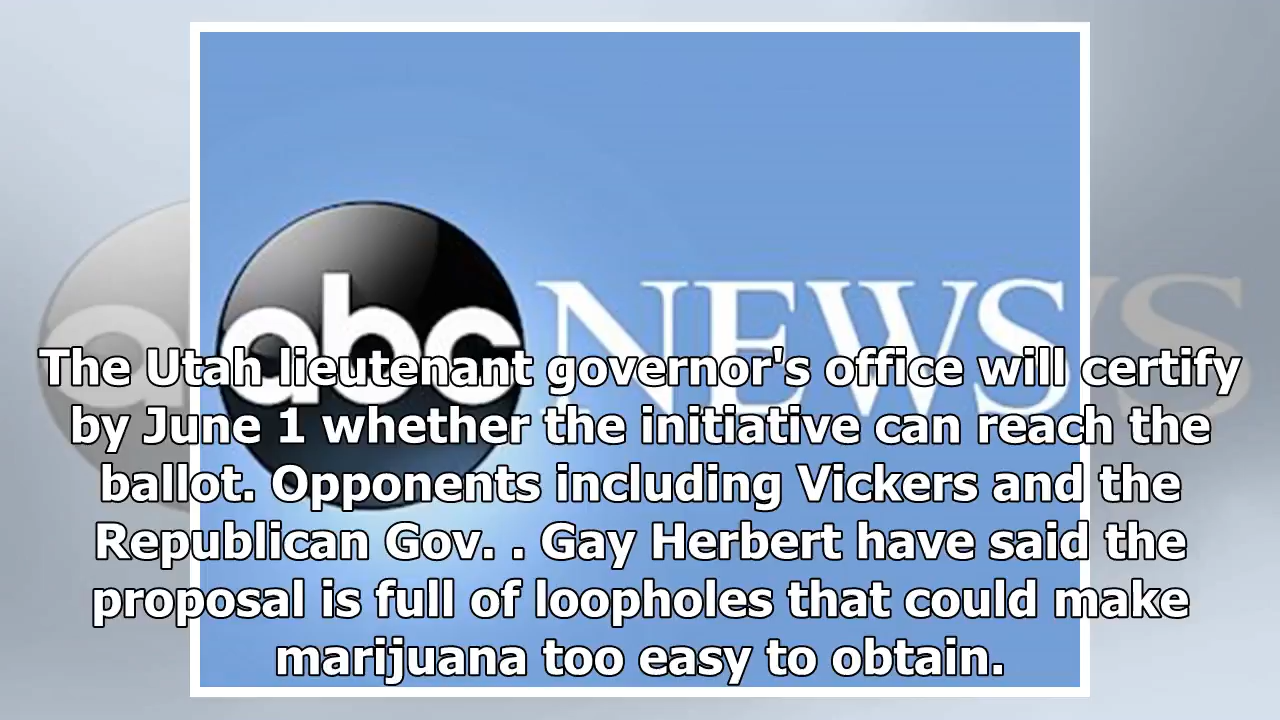 abc NEWS
The Utah lieutenant governor's office will certify
by June 1 whether the initiative can reach the
ballot. Opponents including Vickers and the
Republican Gov. . Gay Herbert have said the
proposal is full of loopholes that could make
marijuana too easy to obtain.